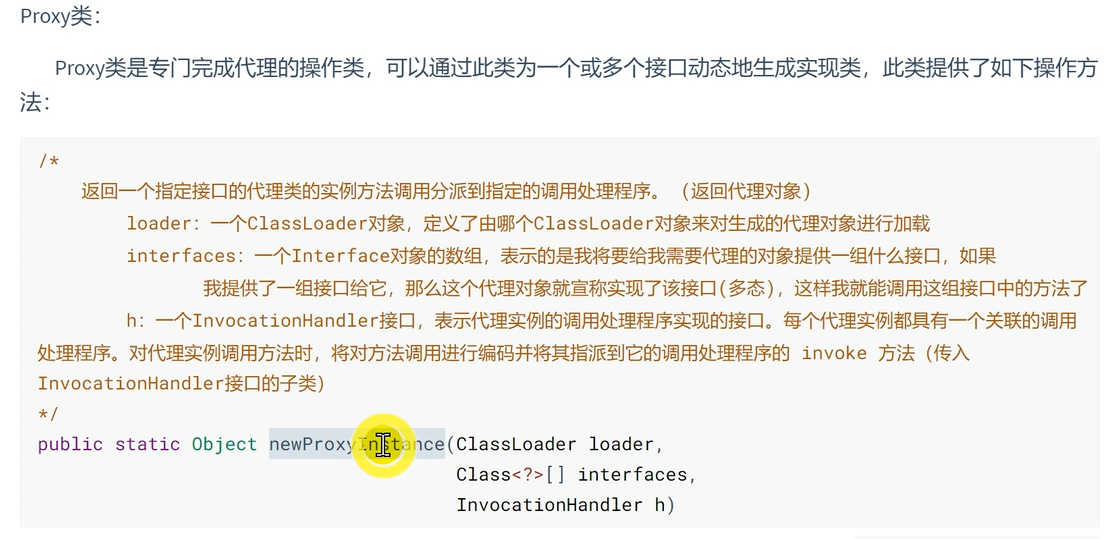 Proxy类：
Proxy类是专门完成代理的操作类，可以通过此类为一个或多个接口动态地生成实现类，此类提供了如下操作方
法：
/*
返回一个指定接口的代理类的实例方法调用分派到指定的调用处理程序。（返回代理对象）
loader：一个ClassLoader对象，定义了由哪个ClassLoader对象来对生成的代理对象进行加载
interfaces：一个Interface对象的数组，表示的是我将要给我需要代理的对象提供一组什么接口，如果
我提供了一组接口给它，那么这个代理对象就宣称实现了该接口(多态)，这样我就能调用这组接口中的方法了
h：一个InvocationHandler接口，表示代理实例的调用处理程序实现的接口。每个代理实例都具有一个关联的调用
处理程序。对代理实例调用方法时，将对方法调用进行编码并将其指派到它的调用处理程序的 invoke 方法（传入
InvocationHandler接口的子类）
*/
public static Object newProxyInstance(ClassLoader loader,
Class<?>[] interfaces,
InvocationHandler h)